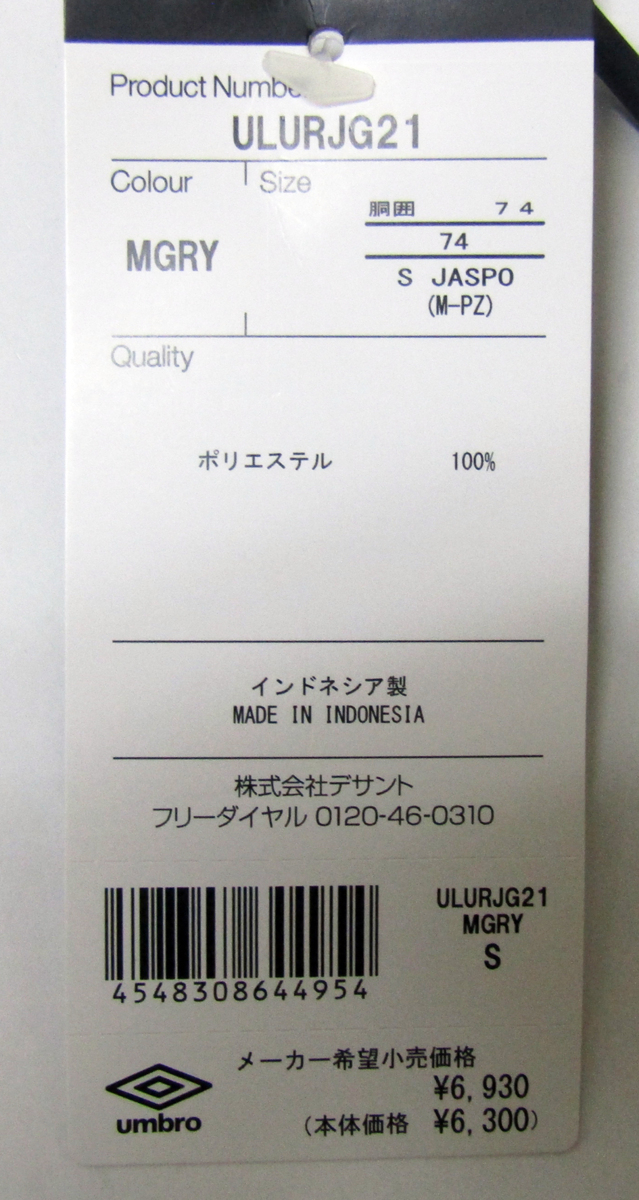 Product Numbe
ULURJG21
Colour
Size
MGRY
胴囲 74
74
S JASPO
(M-PZ)
Quality
ポリエステル 100%
インドネシア製
MADE IN INDONESIA
株式会社デサント
フリーダイヤル 0120-46-0310
4548308644954
ULURJG21
MGRY
S
umbro
メーカー希望小売価格
¥6,930
(本体価格 ¥6,300)